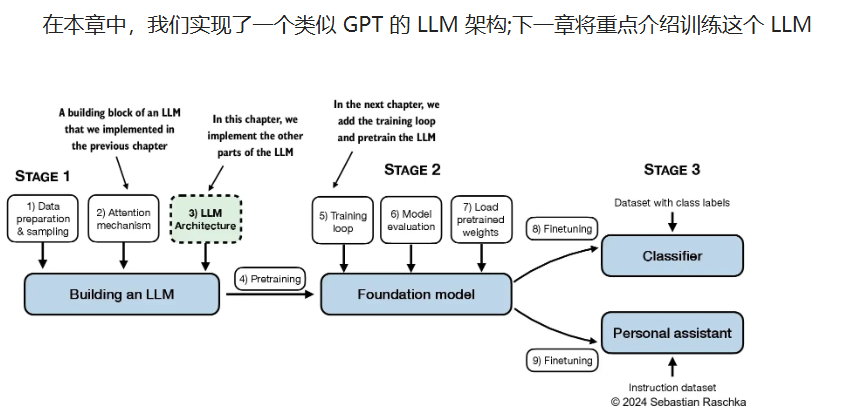 在本章中，我们实现了一个类似 GPT 的 LLM 架构;下一章将重点介绍训练这个 LLM
A building block of an LLM
that we implemented in
the previous chapter
In this chapter, we
implement the other
parts of the LLM
In the next chapter, we
add the training loop
and pretrain the LLM
STAGE 1
STAGE 2
STAGE 3
1) Data
preparation
& sampling
2) Attention
mechanism
3) LLM
Architecture
5) Training
loop
6) Model
evaluation
7) Load
pretrained
weights
Dataset with class labels
8) Finetuning
Classifier
Building an LLM
4) Pretraining
Foundation model
Personal assistant
9) Finetuning
Instruction dataset
© 2024 Sebastian Raschka